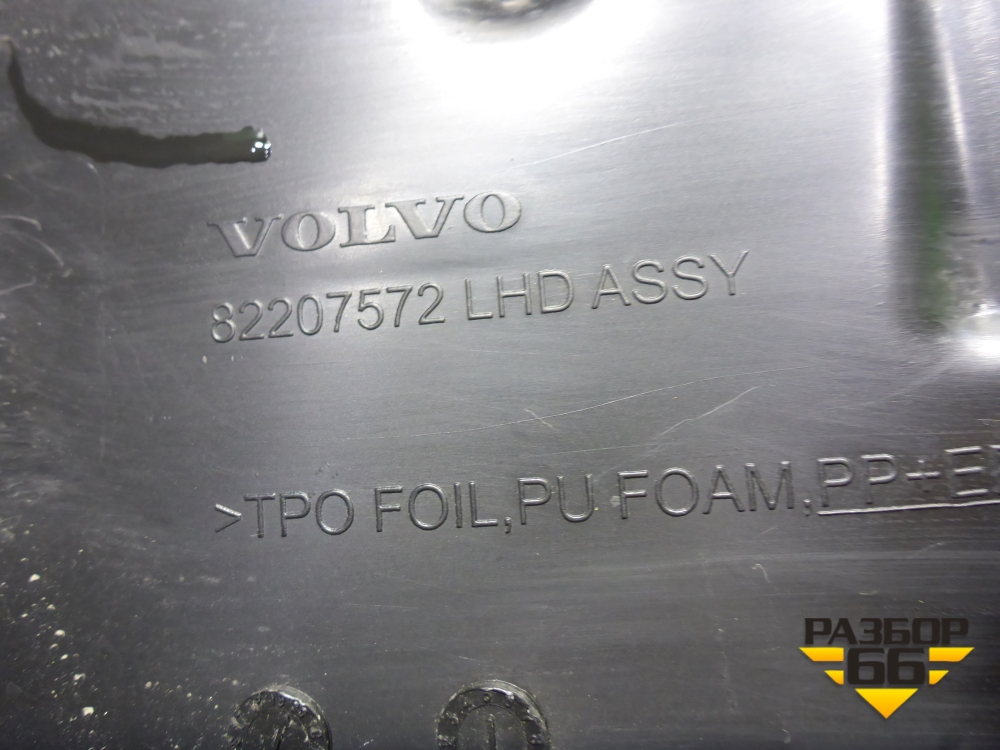 VOLVO
82207572 LHD ASSY
>TPO FOIL,PU FOAM,PP+E
РАЗБОР
66